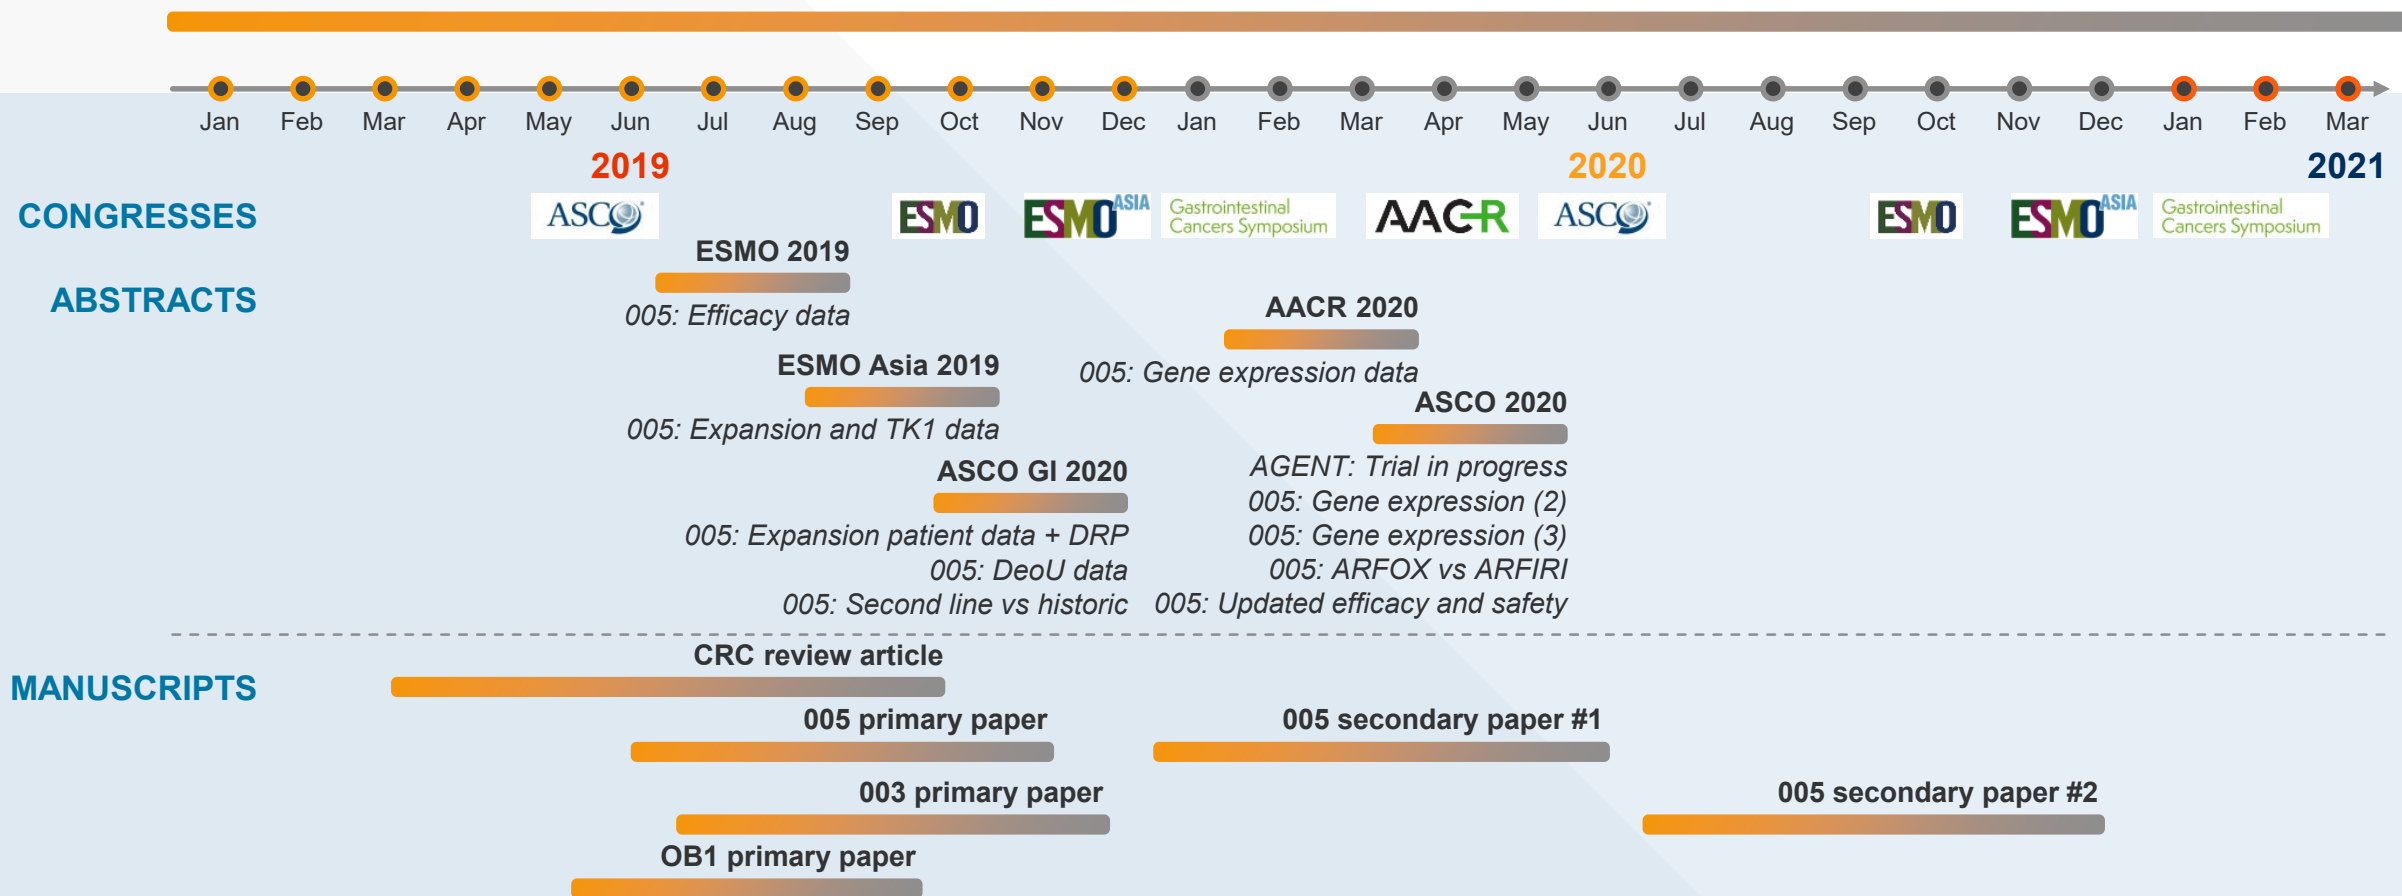 Jan Feb Mar Apr May Jun Jul Aug Sep Oct Nov Dec Jan Feb Mar Apr May Jun Jul Aug Sep Oct Nov Dec Jan Feb Mar
2019 2020 2021
CONGRESSES
ASCO
ESMO
ESMO ASIA
Gastrointestinal
Cancers Symposium
AACR
ASCO
ESMO
ESMO ASIA
Gastrointestinal
Cancers Symposium
ABSTRACTS
ESMO 2019
005: Efficacy data
ESMO Asia 2019
005: Expansion and TK1 data
ASCO GI 2020
005: Expansion patient data + DRP
005: DeoU data
005: Second line vs historic
AACR 2020
005: Gene expression data
ASCO 2020
AGENT: Trial in progress
005: Gene expression (2)
005: Gene expression (3)
005: ARFOX vs ARFIRI
005: Updated efficacy and safety
MANUSCRIPTS
CRC review article
005 primary paper
005 secondary paper #1
003 primary paper
005 secondary paper #2
OB1 primary paper